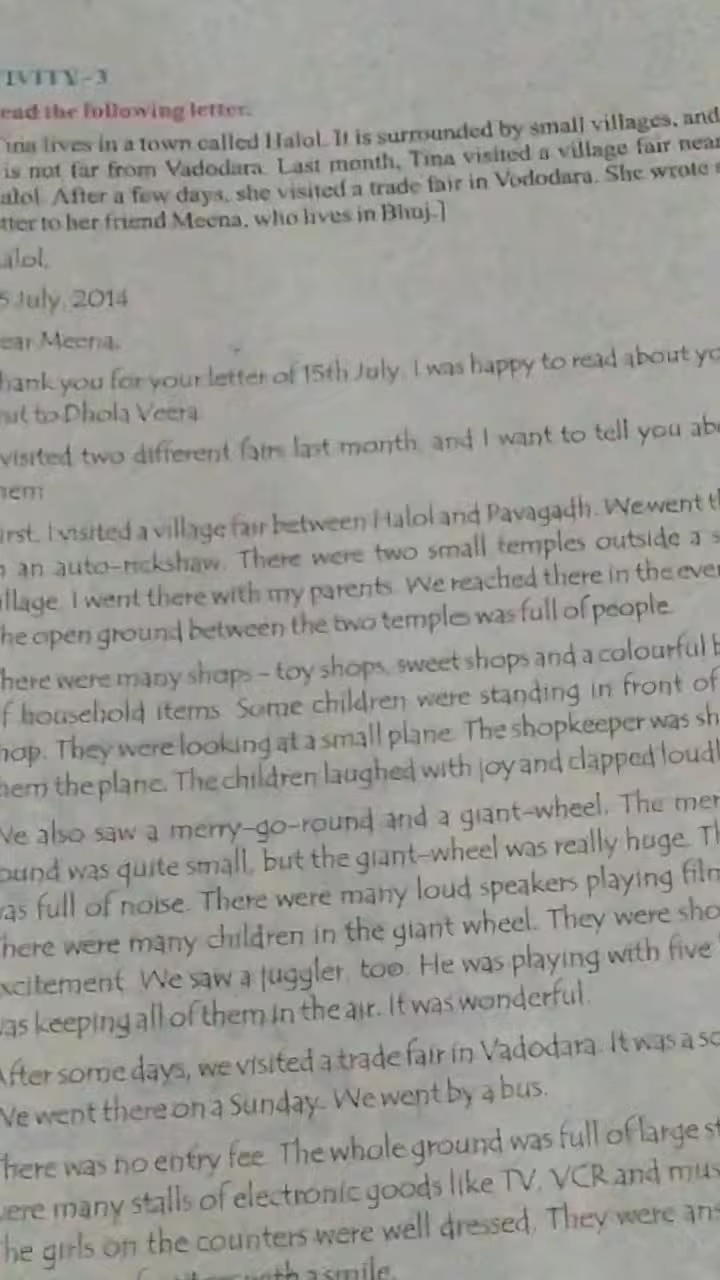 IVITY-3
ead the following letter.
ina lives in a town called Halol. It is surrounded by small villages, and
is not far from Vadodara. Last month, Tina visited a village fair near
alol. After a few days, she visited a trade fair in Vododara. She wrote
tter to her friend Meena, who lives in Bhuj.]
alol,
5 July, 2014
ear Meena,
hank you for your letter of 15th July. I was happy to read about yo
to Dhola Veera
visited two different fairs last month, and I want to tell you ab
hem
irst, I visited a village fair between Halol and Pavagadh. We went t
an auto-rickshaw. There were two small temples outside a s
illage. I went there with my parents. We reached there in the eve
he open ground between the two temples was full of people.
here were many shops - toy shops, sweet shops and a colourful b
f household items. Some children were standing in front of
hop. They were looking at a small plane. The shopkeeper was sh
hem the plane. The children laughed with joy and clapped loudl
We also saw a merry-go-round and a giant-wheel. The mer
ound was quite small, but the giant-wheel was really huge. T
as full of noise. There were many loud speakers playing film
here were many children in the giant wheel. They were sho
xcitement. We saw a juggler, too. He was playing with five
as keeping all of them in the air. It was wonderful.
After some days, we visited a trade fair in Vadodara. It was a s
We went there on a Sunday. We went by a bus.
here was no entry fee. The whole ground was full of large st
ere many stalls of electronic goods like TV, VCR and mus
he girls on the counters were well dressed. They were ans
with a smile.